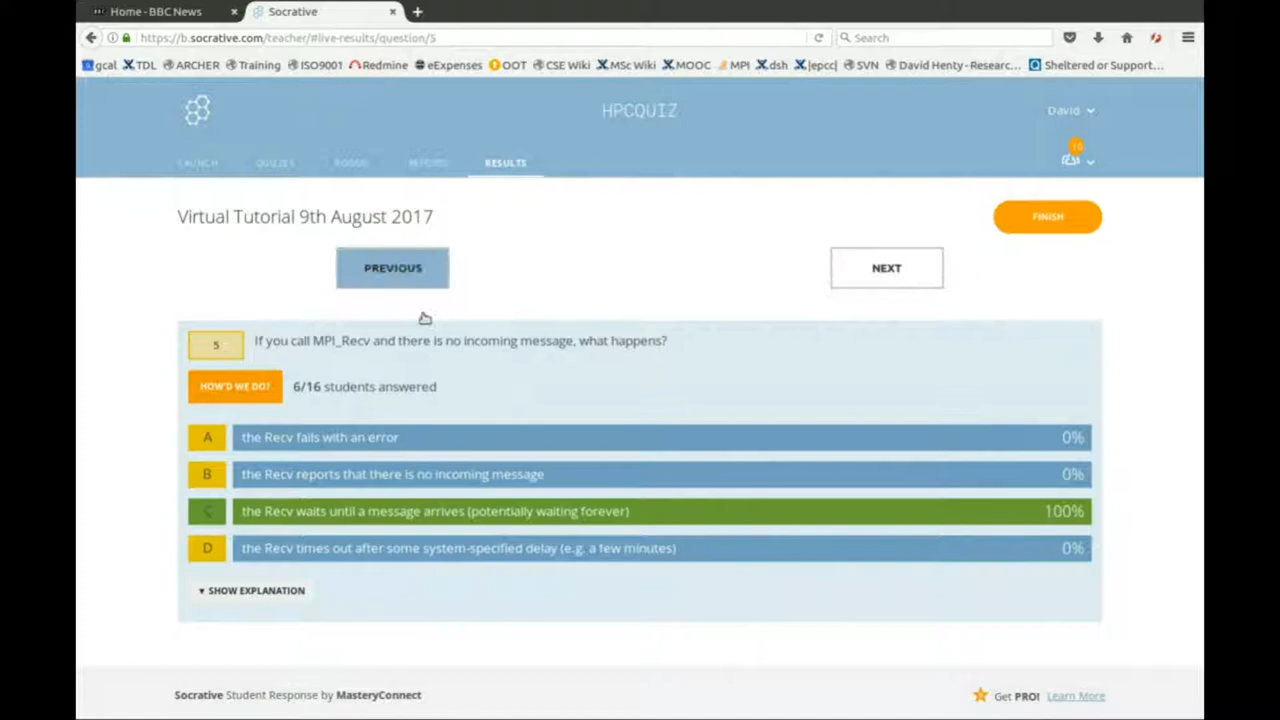 Home - BBC News × Socrative × +
https://b.socrative.com/teacher/#live-results/question/5 Search
gcal TDL ARCHER Training ISO9001 Redmine eExpenses OOT CSE Wiki MSc Wiki MOOC MPI dsh |epcc| SVN David Henty - Researc... Sheltered or Support...
HPCQUIZ
David
16
LAUNCH QUIZZES ROOMS REPORTS RESULTS
Virtual Tutorial 9th August 2017
FINISH
PREVIOUS NEXT
5 If you call MPI_Recv and there is no incoming message, what happens?
HOW'D WE DO? 6/16 students answered
A the Recv fails with an error 0%
B the Recv reports that there is no incoming message 0%
C the Recv waits until a message arrives (potentially waiting forever) 100%
D the Recv times out after some system-specified delay (e.g. a few minutes) 0%
▼ SHOW EXPLANATION
Socrative Student Response by MasteryConnect
Get PRO! Learn More